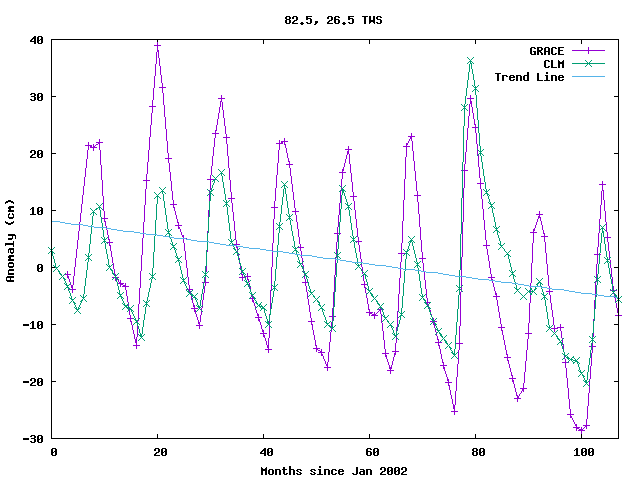 82.5, 26.5 TWS
GRACE
CLM
Trend Line
40
30
20
10
0
-10
-20
-30
Anomaly (cm)
0 20 40 60 80 100
Months since Jan 2002